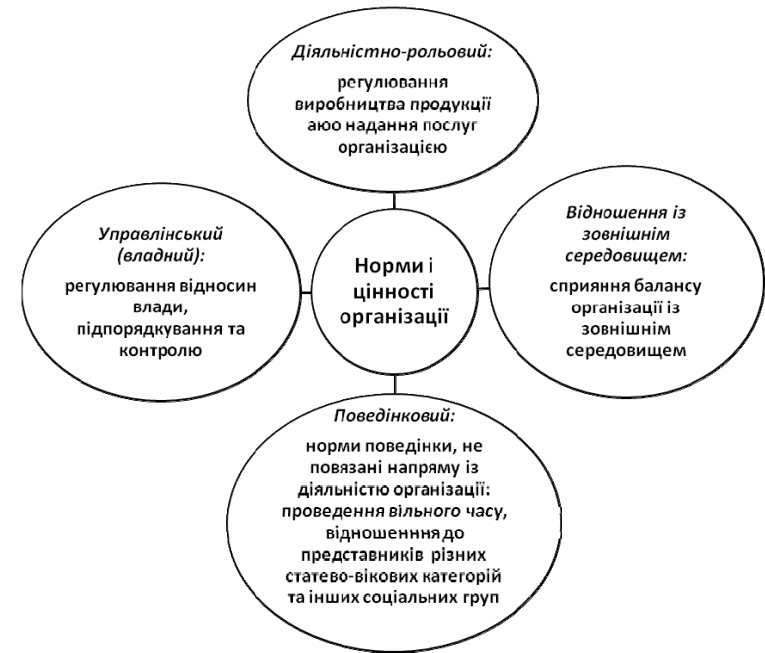 Діяльністно-рольовий:
регулювання
виробництва продукції
аюо надання послуг
організацією
Управлінський
(владний):
регулювання відносин
влади,
підпорядкування та
контролю
Норми і
цінності
організації
Відношення із
зовнішнім
середовищем:
сприяння балансу
організації із
зовнішнім
середовищем
Поведінковий:
норми поведінки, не
повязані напряму із
діяльністю організації:
проведення вільного часу,
відношенння до
представників різних
статево-вікових категорій
та інших соціальних груп